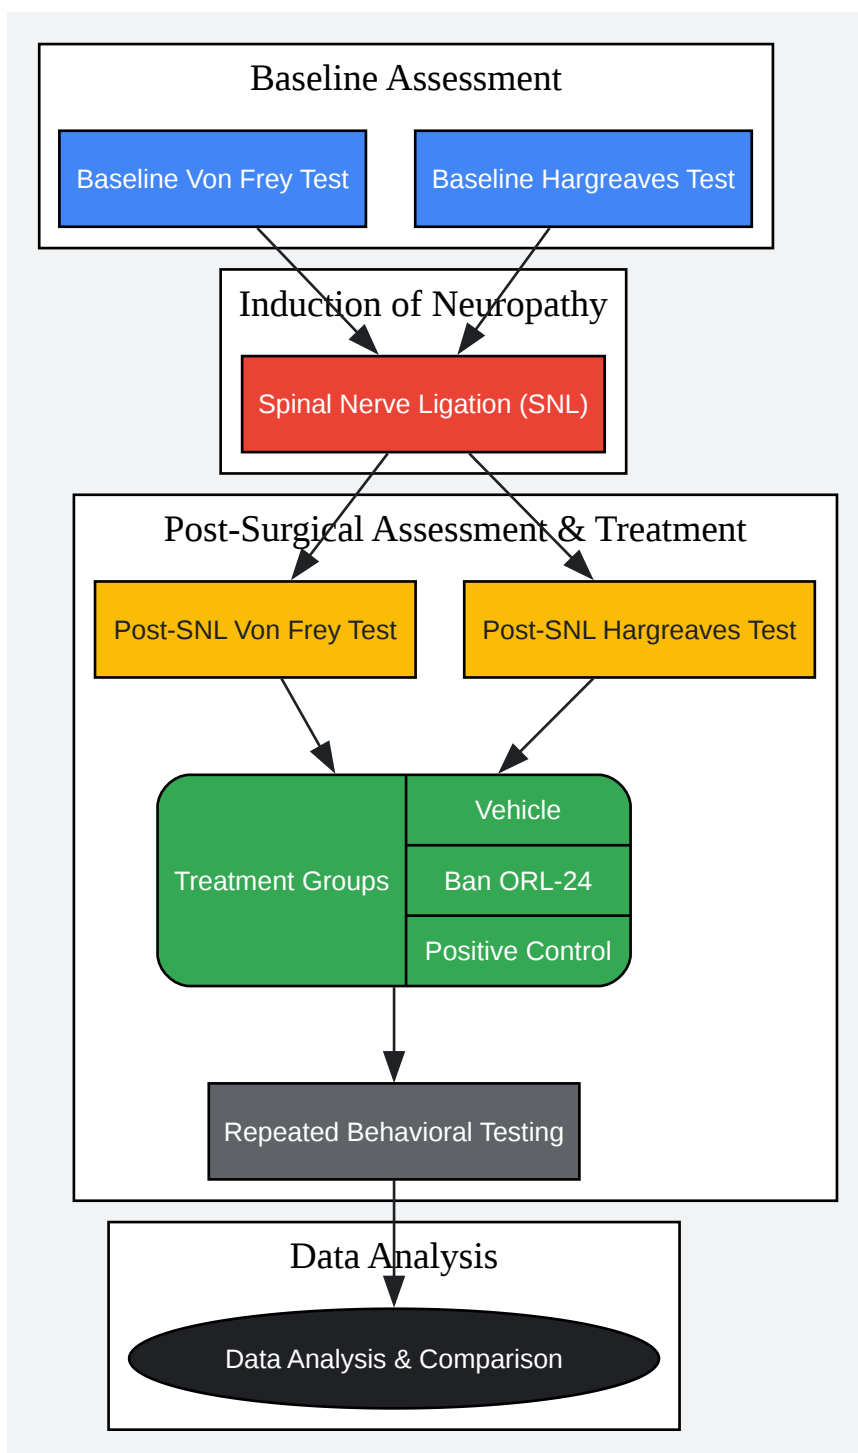 Baseline Assessment
Baseline Von Frey Test
Baseline Hargreaves Test
Induction of Neuropathy
Spinal Nerve Ligation (SNL)
Post-Surgical Assessment & Treatment
Post-SNL Von Frey Test
Post-SNL Hargreaves Test
Treatment Groups
Vehicle
Ban ORL-24
Positive Control
Repeated Behavioral Testing
Data Analysis
Data Analysis & Comparison